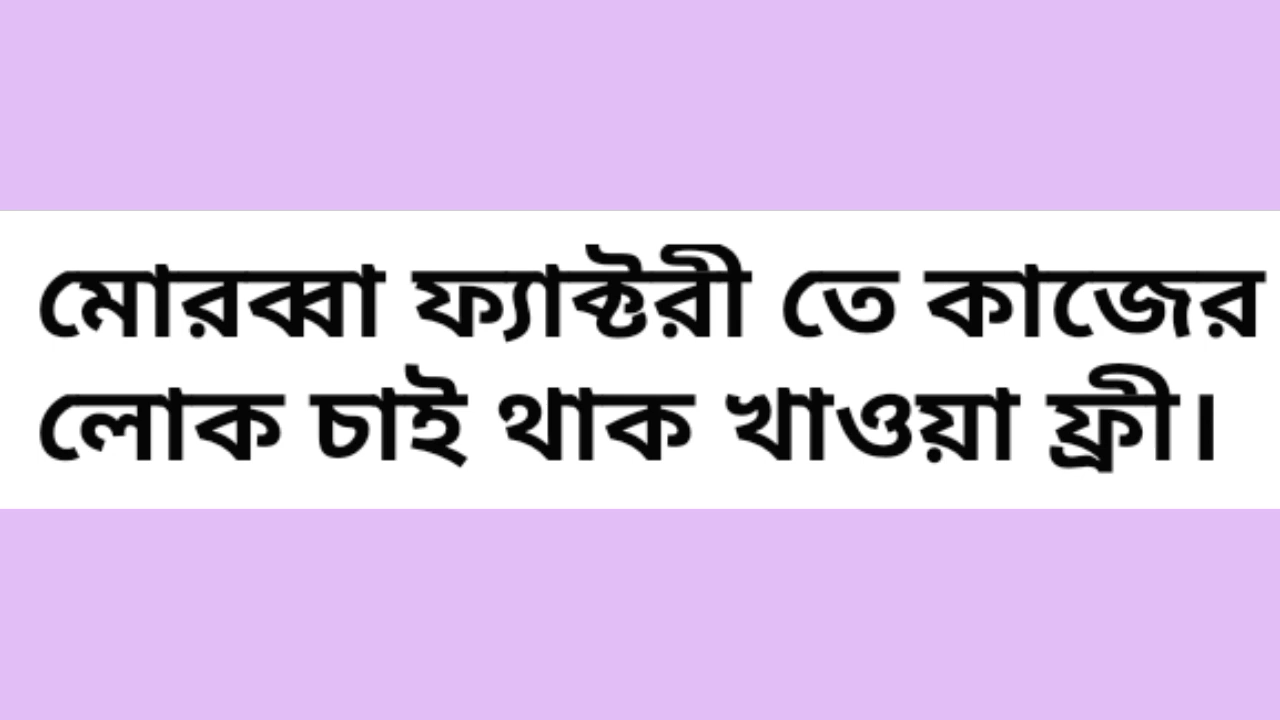 মোরব্বা ফ্যাক্টরী তে কাজের
লোক চাই থাক খাওয়া ফ্রী।